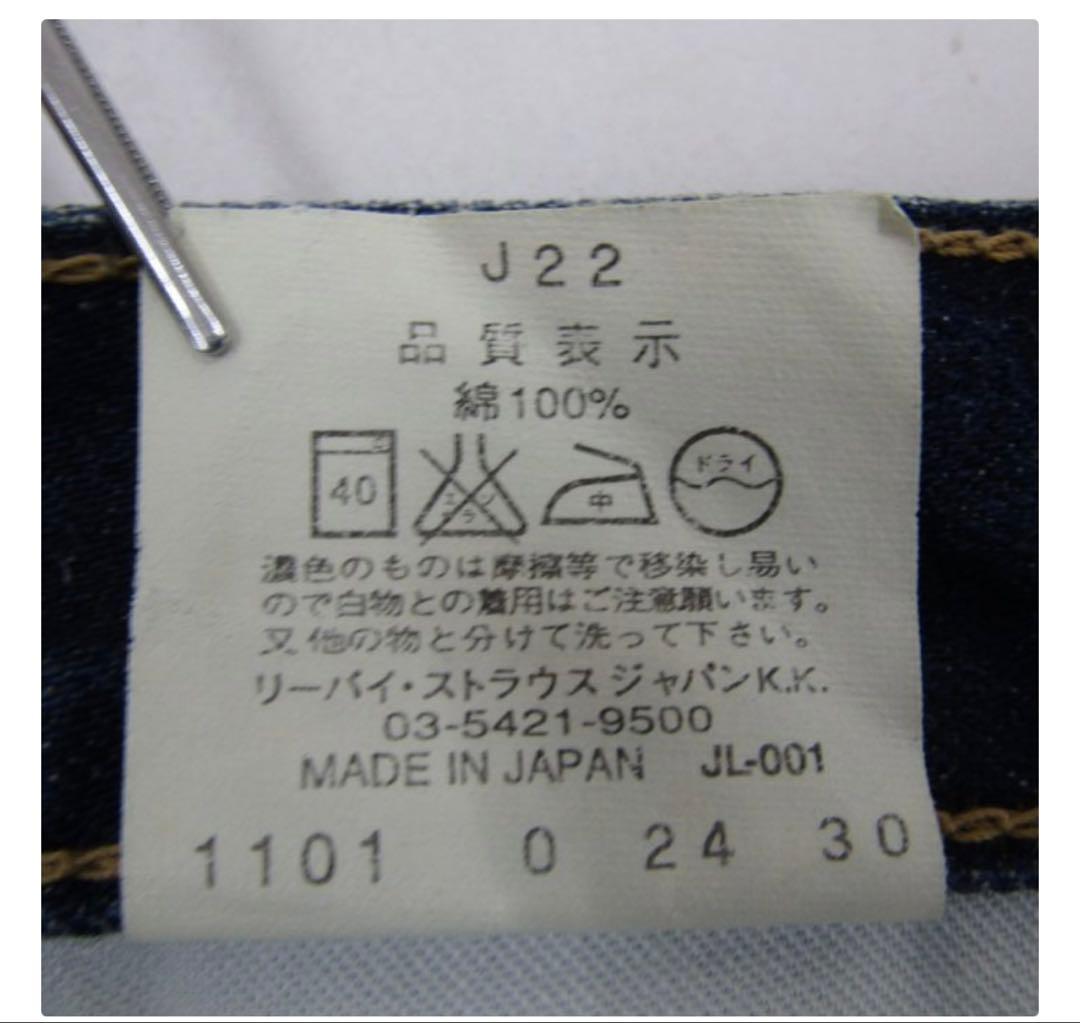 J22
品質表示
綿100%
40 エンソ サラシ 中 ドライ
濃色のものは摩擦等で移染し易い
ので白物との着用はご注意願います。
又、他の物と分けて洗って下さい。
リーバイ・ストラウス ジャパンK.K.
03-5421-9500
MADE IN JAPAN JL-001
1101 0 24 30